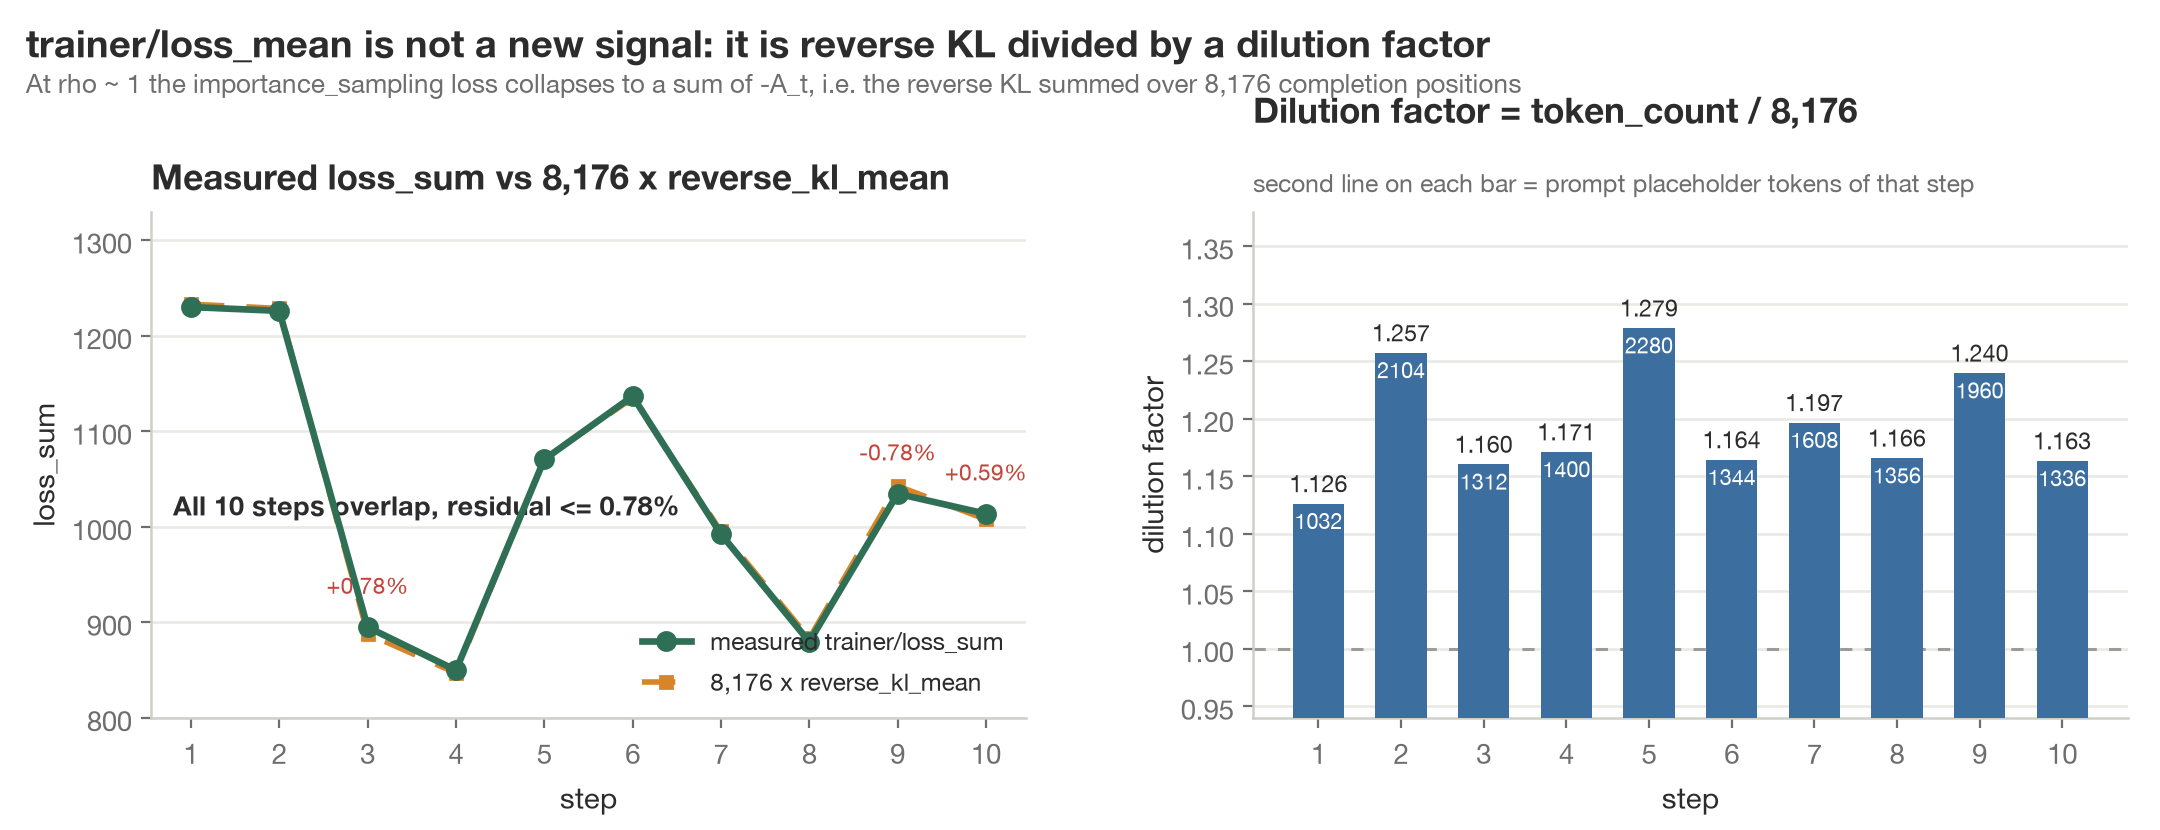 trainer/loss_mean is not a new signal: it is reverse KL divided by a dilution factor
At rho ~ 1 the importance_sampling loss collapses to a sum of -A_t, i.e. the reverse KL summed over 8,176 completion positions
Measured loss_sum vs 8,176 x reverse_kl_mean
loss_sum
1300
1200
1100
1000
900
800
All 10 steps overlap, residual <= 0.78%
+0.78%
-0.78%
+0.59%
measured trainer/loss_sum
8,176 x reverse_kl_mean
1 2 3 4 5 6 7 8 9 10
step
Dilution factor = token_count / 8,176
second line on each bar = prompt placeholder tokens of that step
dilution factor
1.35
1.30
1.25
1.20
1.15
1.10
1.05
1.00
0.95
1.126
1032
1.257
2104
1.160
1312
1.171
1400
1.279
2280
1.164
1344
1.197
1608
1.166
1356
1.240
1960
1.163
1336
1 2 3 4 5 6 7 8 9 10
step